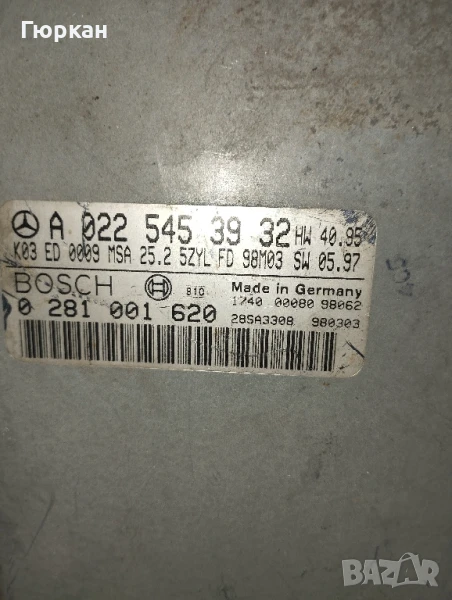 Гюркан
A 022 545 39 32 HW 40.95
K03 ED 0009 MSA 25.2 5ZYL FD 98M03 SW 05.97
BOSCH 810 Made in Germany
1740 00080 98062
0 281 001 620 28SA3308 980303
BAZAR